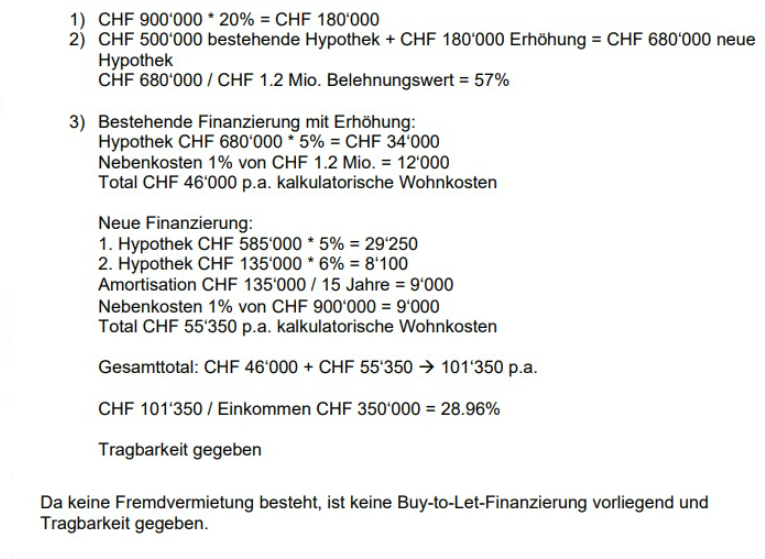 1) CHF 900‘000 * 20% = CHF 180‘000
2) CHF 500‘000 bestehende Hypothek + CHF 180‘000 Erhöhung = CHF 680‘000 neue
Hypothek
CHF 680‘000 / CHF 1.2 Mio. Belehnungswert = 57%
3) Bestehende Finanzierung mit Erhöhung:
Hypothek CHF 680‘000 * 5% = CHF 34‘000
Nebenkosten 1% von CHF 1.2 Mio. = 12‘000
Total CHF 46‘000 p.a. kalkulatorische Wohnkosten
Neue Finanzierung:
1. Hypothek CHF 585‘000 * 5% = 29‘250
2. Hypothek CHF 135‘000 * 6% = 8‘100
Amortisation CHF 135‘000 / 15 Jahre = 9‘000
Nebenkosten 1% von CHF 900‘000 = 9‘000
Total CHF 55‘350 p.a. kalkulatorische Wohnkosten
Gesamttotal: CHF 46‘000 + CHF 55‘350 → 101‘350 p.a.
CHF 101‘350 / Einkommen CHF 350‘000 = 28.96%
Tragbarkeit gegeben
Da keine Fremdvermietung besteht, ist keine Buy-to-Let-Finanzierung vorliegend und
Tragbarkeit gegeben.